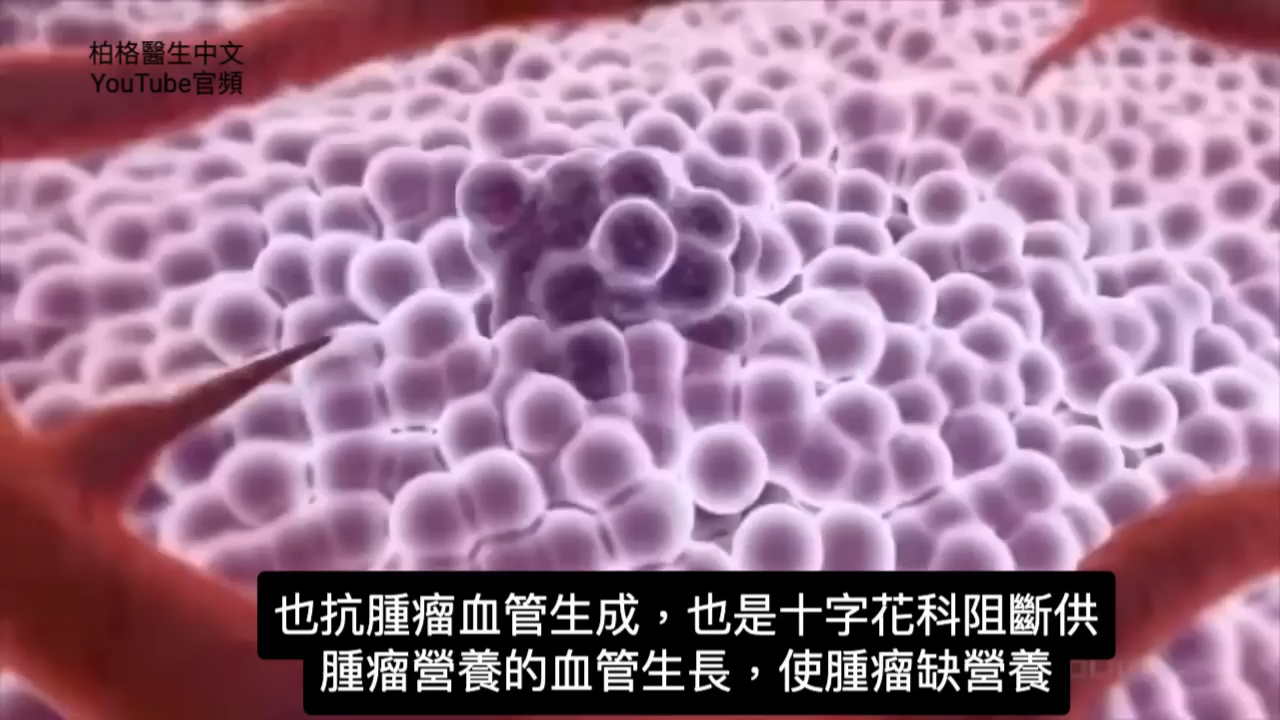 柏格醫生中文
YouTube官頻
也抗腫瘤血管生成，也是十字花科阻斷供
腫瘤營養的血管生長，使腫瘤缺營養